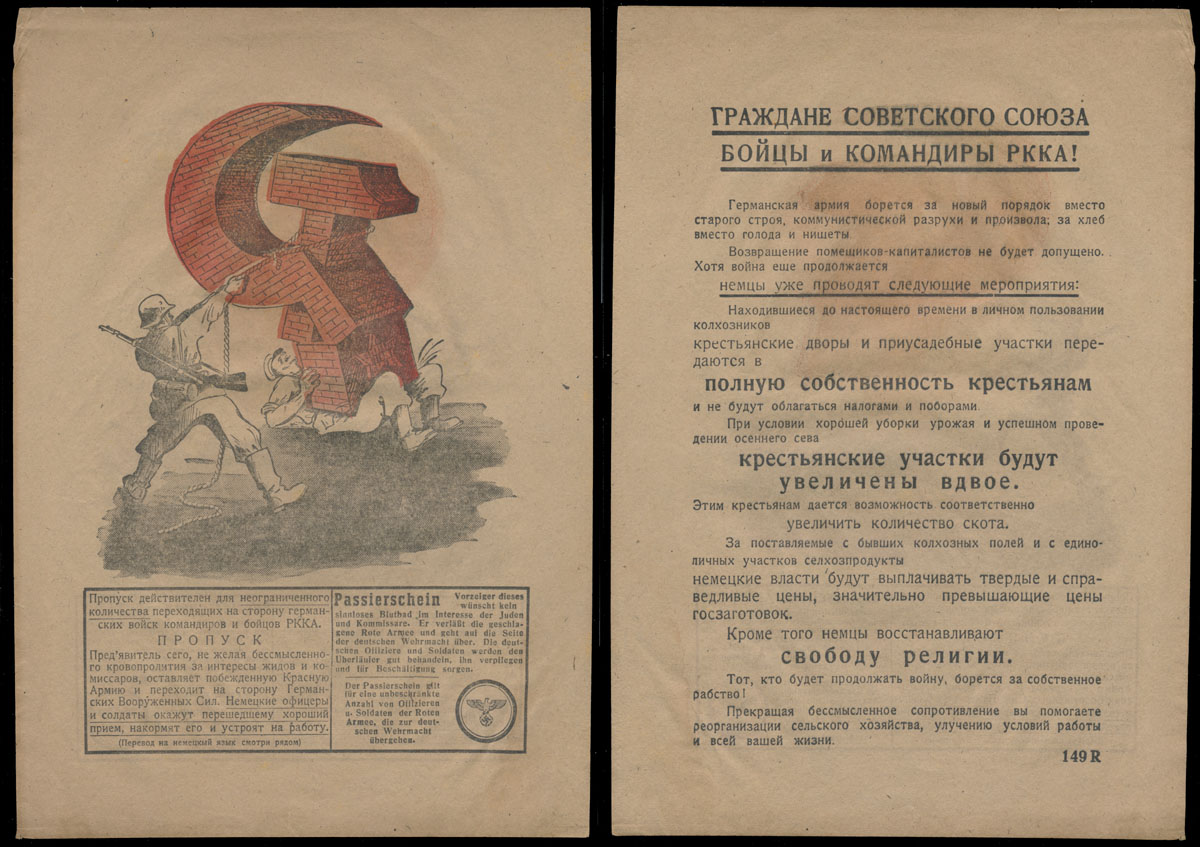 Пропуск действителен для неограниченного
количества переходящих на сторону герман-
ских войск командиров и бойцов РККА.
ПРОПУСК
Пред'явитель сего, не желая бессмысленно-
го кровопролития за интересы жидов и ко-
миссаров, оставляет побежденную Красную
Армию и переходит на сторону Герман-
ских Вооруженных Сил. Немецкие офицеры
и солдаты окажут перешедшему хороший
прием, накормят его и устроят на работу.
(Перевод на немецкий язык смотри рядом)
Passierschein Vorzeiger dieses
wünscht kein
sinnloses Blutbad im Interesse der Juden
und Kommissare. Er verläßt die geschla-
gene Rote Armee und geht auf die Seite
der deutschen Wehrmacht über. Die deut-
schen Offiziere und Soldaten werden den
Überläufer gut behandeln, ihn verpflegen
und für Beschäftigung sorgen.
Der Passierschein gilt
für eine unbeschränkte
Anzahl von Offizieren
u. Soldaten der Roten
Armee, die zur deut-
schen Wehrmacht
übergehen.
ГРАЖДАНЕ СОВЕТСКОГО СОЮЗА
БОЙЦЫ и КОМАНДИРЫ РККА!
Германская армия борется за новый порядок вместо
старого строя, коммунистической разрухи и произвола; за хлеб
вместо голода и нищеты.
Возвращение помещиков-капиталистов не будет допущено.
Хотя война еще продолжается
немцы уже проводят следующие мероприятия:
Находившиеся до настоящего времени в личном пользовании
колхозников
крестьянские дворы и приусадебные участки пере-
даются в
полную собственность крестьянам
и не будут облагаться налогами и поборами.
При условии хорошей уборки урожая и успешном прове-
дении осеннего сева
крестьянские участки будут
увеличены вдвое.
Этим крестьянам дается возможность соответственно
увеличить количество скота.
За поставляемые с бывших колхозных полей и с едино-
личных участков селхозпродукты
немецкие власти будут выплачивать твердые и спра-
ведливые цены, значительно превышающие цены
госзаготовок.
Кроме того немцы восстанавливают
свободу религии.
Тот, кто будет продолжать войну, борется за собственное
рабство!
Прекращая бессмысленное сопротивление вы помогаете
реорганизации сельского хозяйства, улучению условий работы
и всей вашей жизни.
149 R